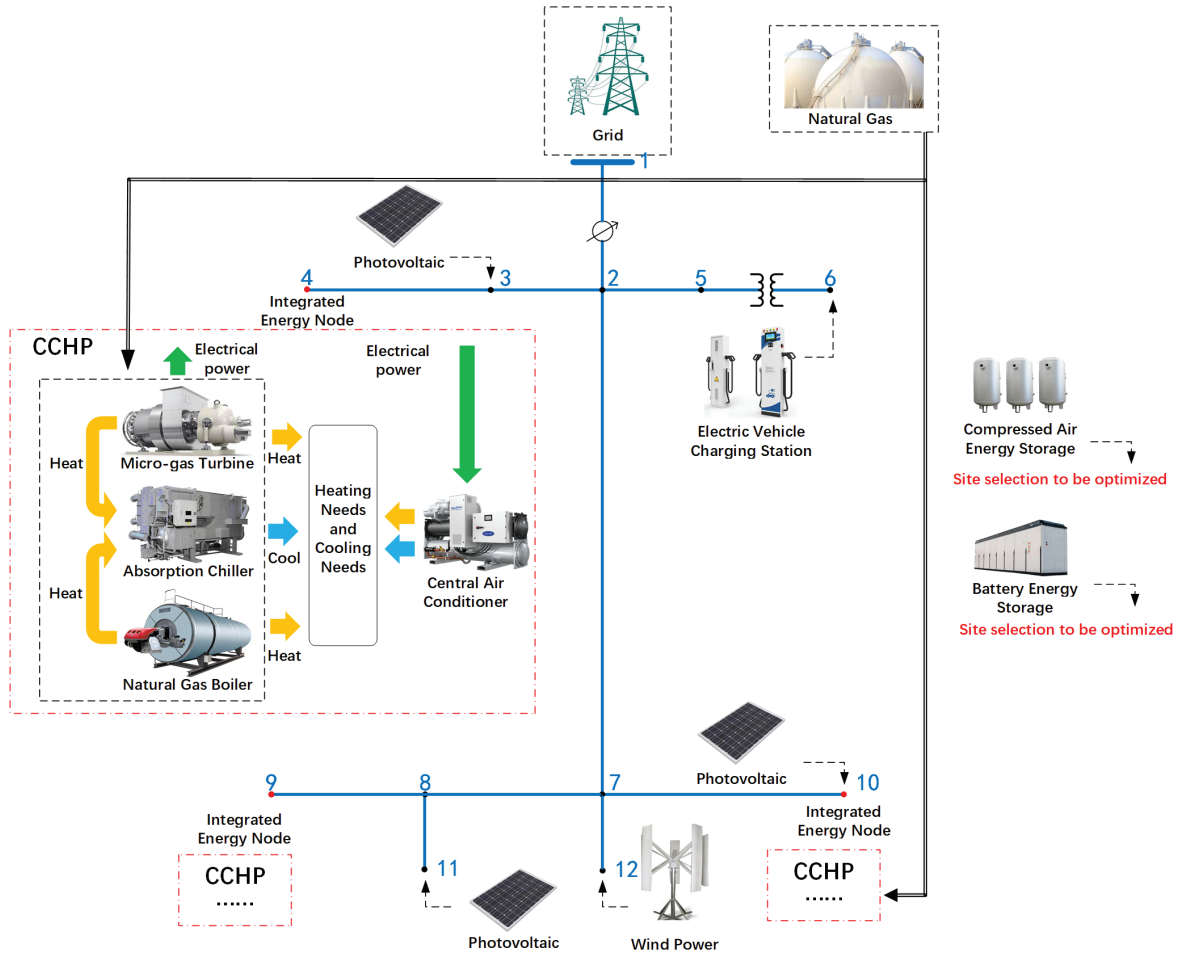 Grid
Natural Gas
1
Photovoltaic
4
3
2
5
6
Integrated
Energy Node
CCHP
Electrical
power
Electrical
power
Heat
Micro-gas Turbine
Heat
Heating
Needs
and
Cooling
Needs
Absorption Chiller
Cool
Heat
Natural Gas Boiler
Heat
Central Air
Conditioner
Electric Vehicle
Charging Station
Compressed Air
Energy Storage
Site selection to be optimized
Battery Energy
Storage
Site selection to be optimized
Photovoltaic
9
8
7
10
Integrated
Energy Node
Integrated
Energy Node
CCHP
......
11
Photovoltaic
12
Wind Power
CCHP
......